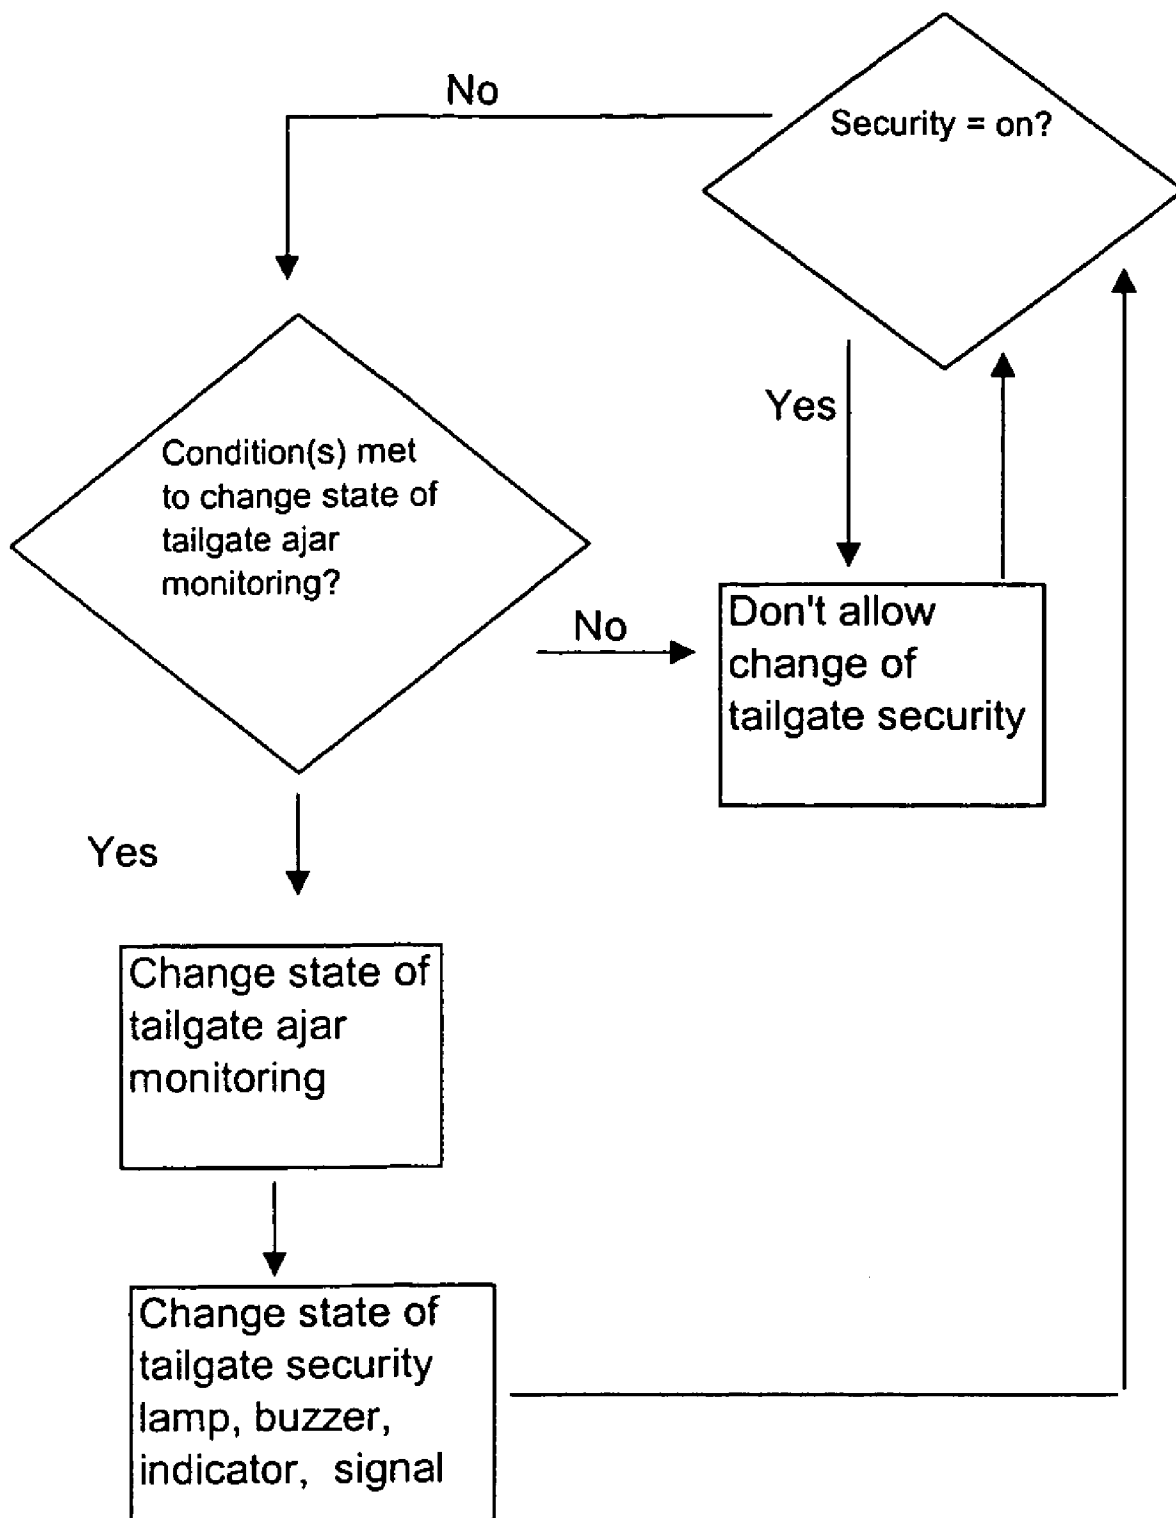 No
Security = on?
Condition(s) met
to change state of
tailgate ajar
monitoring?
Yes
No
Don't allow
change of
tailgate security
Yes
Change state of
tailgate ajar
monitoring
Change state of
tailgate security
lamp, buzzer,
indicator, signal